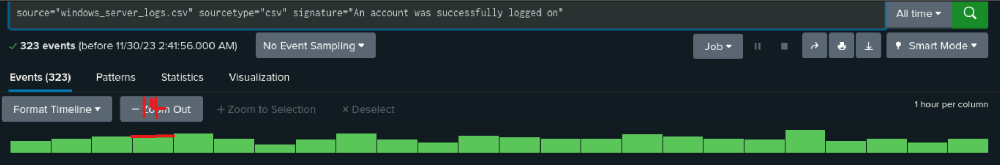 source="windows_server_logs.csv" sourcetype="csv" signature="An account was successfully logged on"
All time
323 events (before 11/30/23 2:41:56.000 AM)
No Event Sampling
Job
Smart Mode
Events (323)
Patterns
Statistics
Visualization
Format Timeline
− Zoom Out
14
+ Zoom to Selection
× Deselect
1 hour per column